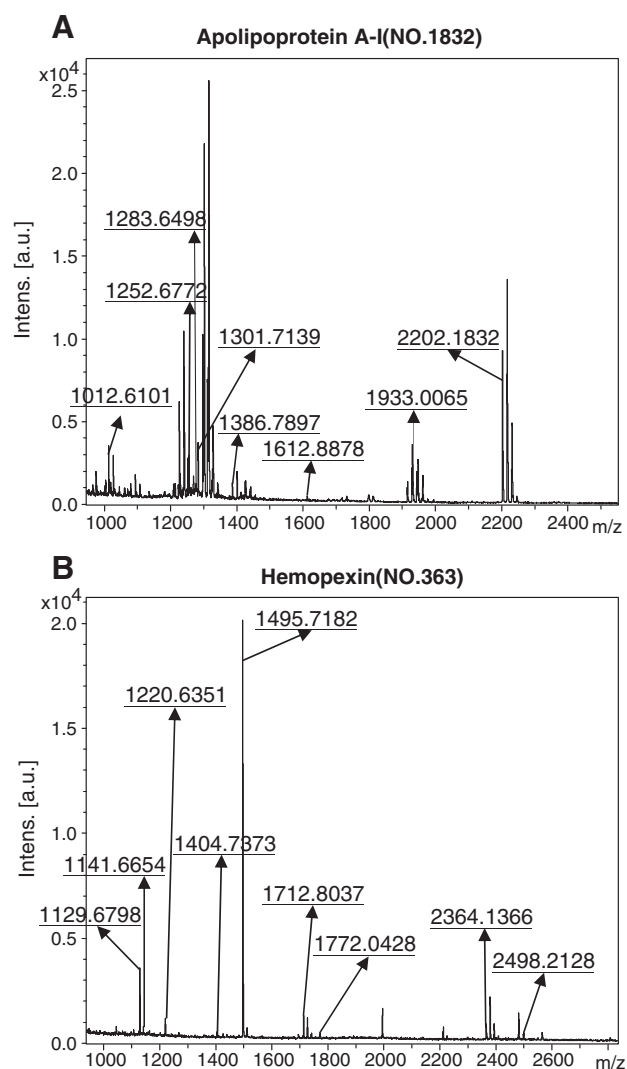 A
Apolipoprotein A-I(NO.1832)
x10⁴
2.5
2.0
1.5
1.0
0.5
0.0
Intens. [a.u.]
1283.6498
1252.6772
1301.7139
2202.1832
1012.6101
1933.0065
1386.7897
1612.8878
1000 1200 1400 1600 1800 2000 2200 2400 m/z
B
Hemopexin(NO.363)
x10⁴
2.0
1.5
1.0
0.5
0.0
Intens. [a.u.]
1495.7182
1220.6351
1404.7373
1141.6654
1712.8037
1129.6798
2364.1366
1772.0428
2498.2128
1000 1200 1400 1600 1800 2000 2200 2400 2600 m/z